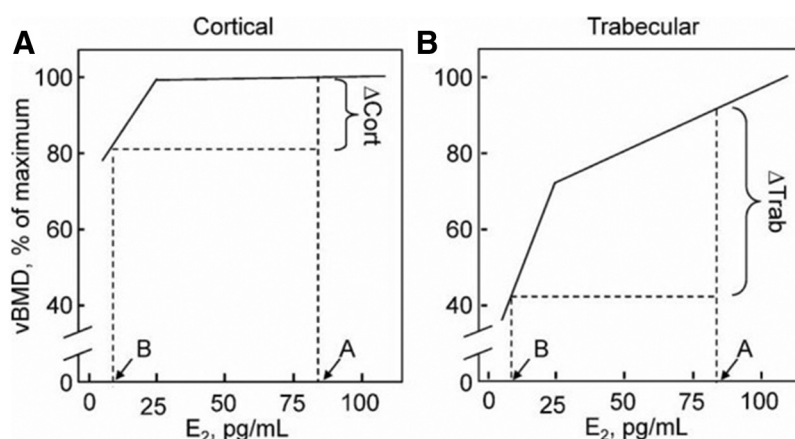 A
Cortical
vBMD, % of maximum
100
80
60
40
0
ΔCort
B
A
0 25 50 75 100
E₂, pg/mL
B
Trabecular
100
80
60
40
0
ΔTrab
B
A
0 25 50 75 100
E₂, pg/mL